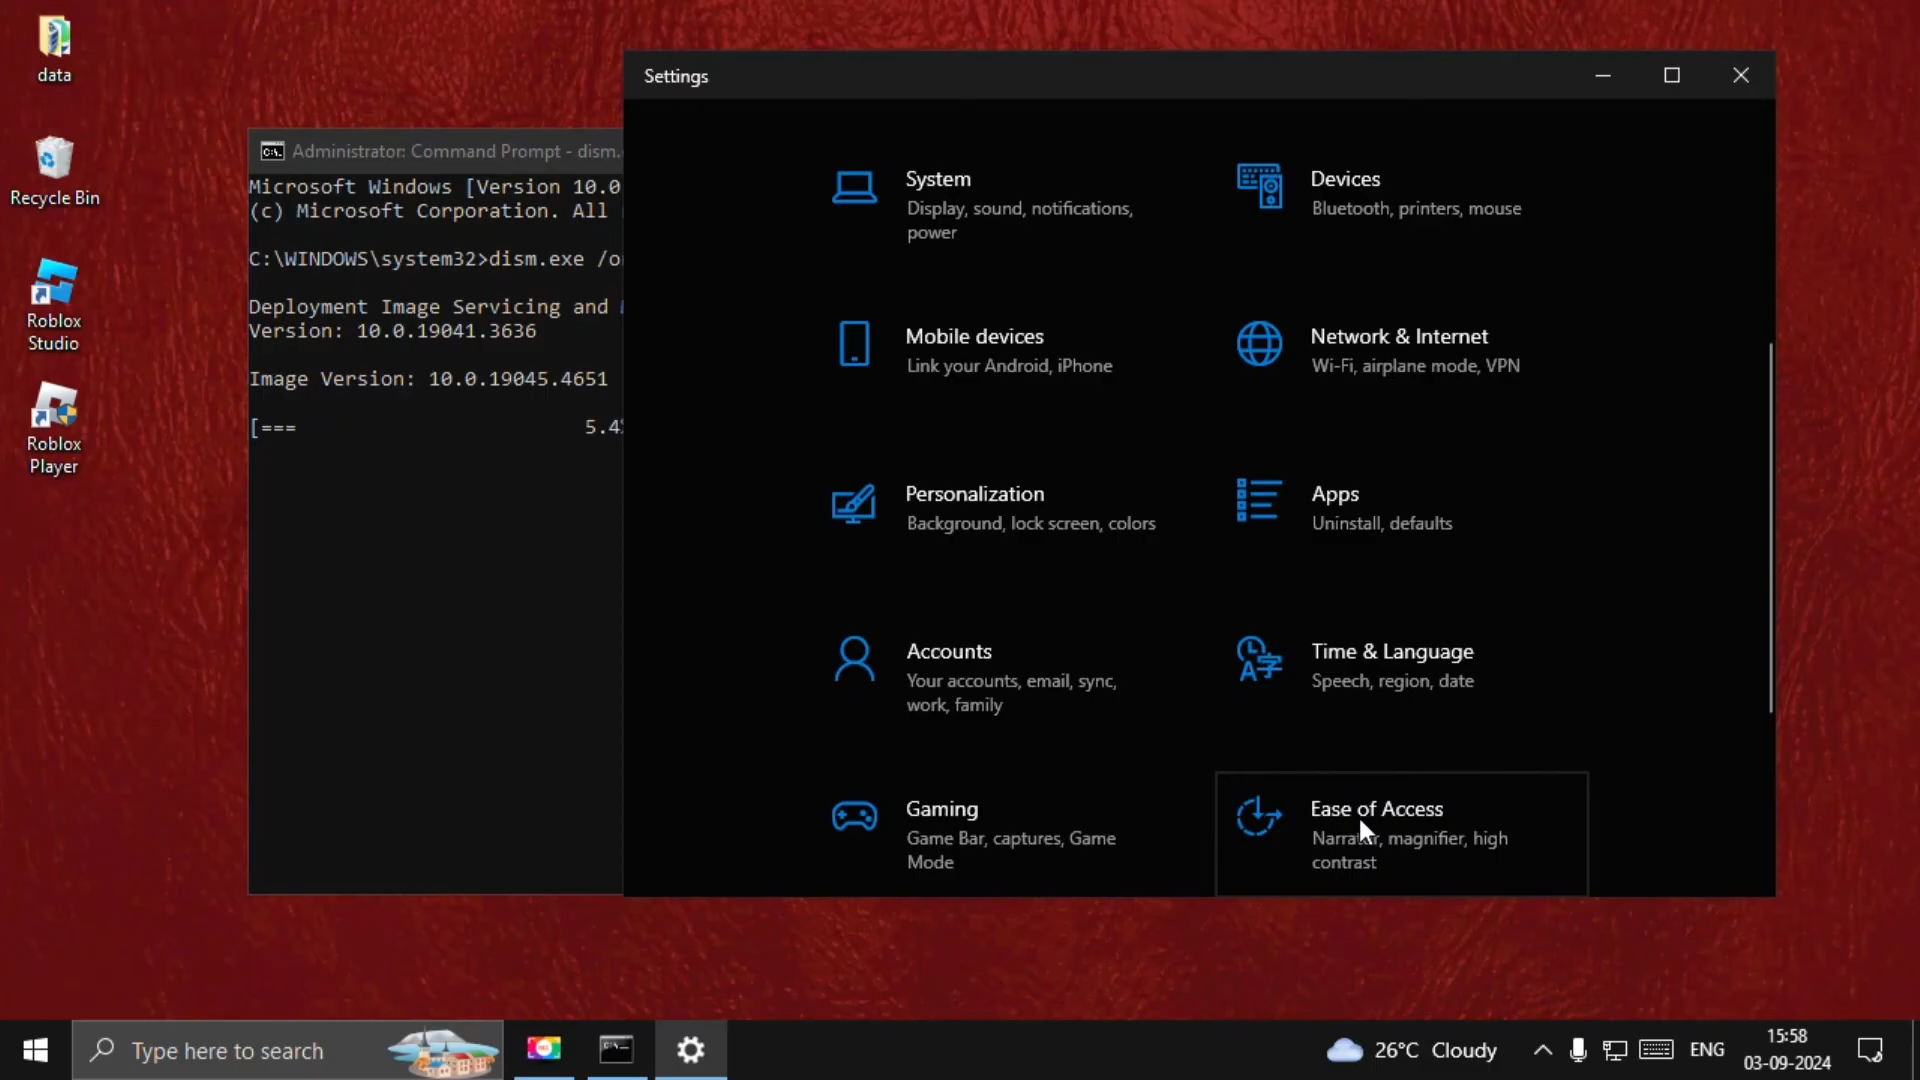 data
Recycle Bin
Roblox
Studio
Roblox
Player
Administrator: Command Prompt - dism.
Microsoft Windows [Version 10.0
(c) Microsoft Corporation. All
C:\WINDOWS\system32>dism.exe /o
Deployment Image Servicing and
Version: 10.0.19041.3636
Image Version: 10.0.19045.4651
[=== 5.4
Settings
System
Display, sound, notifications,
power
Devices
Bluetooth, printers, mouse
Mobile devices
Link your Android, iPhone
Network & Internet
Wi-Fi, airplane mode, VPN
Personalization
Background, lock screen, colors
Apps
Uninstall, defaults
Accounts
Your accounts, email, sync,
work, family
Time & Language
Speech, region, date
Gaming
Game Bar, captures, Game
Mode
Ease of Access
Narrator, magnifier, high
contrast
Type here to search
26°C Cloudy
ENG
15:58
03-09-2024